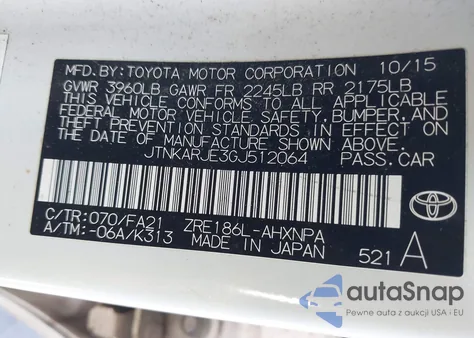 MFD.BY: TOYOTA MOTOR CORPORATION 10/15
GVWR 3960LB GAWR FR 2245LB RR 2175LB
THIS VEHICLE CONFORMS TO ALL APPLICABLE
FEDERAL MOTOR VEHICLE SAFETY, BUMPER, AND
THEFT PREVENTION STANDARDS IN EFFECT ON THE
DATE OF MANUFACTURE SHOWN ABOVE.
JTNKARJE3GJ512064 PASS.CAR
C/TR: 070/FA21 ZRE186L-AHXNPA
A/TM: -06A/K313 MADE IN JAPAN 521 A
TOYOTA
autoSnap
Pewne auta z aukcji USA i EU